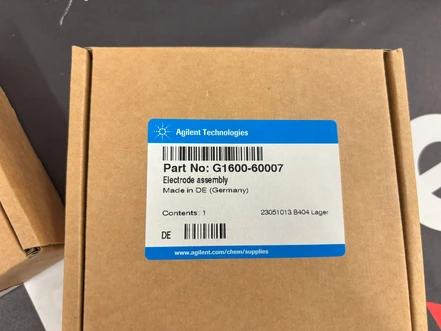 Agilent Technologies
Part No: G1600-60007
Electrode assembly
Made in DE (Germany)
Contents: 1 23051013 B404 Lager
DE
www.agilent.com/chem/supplies